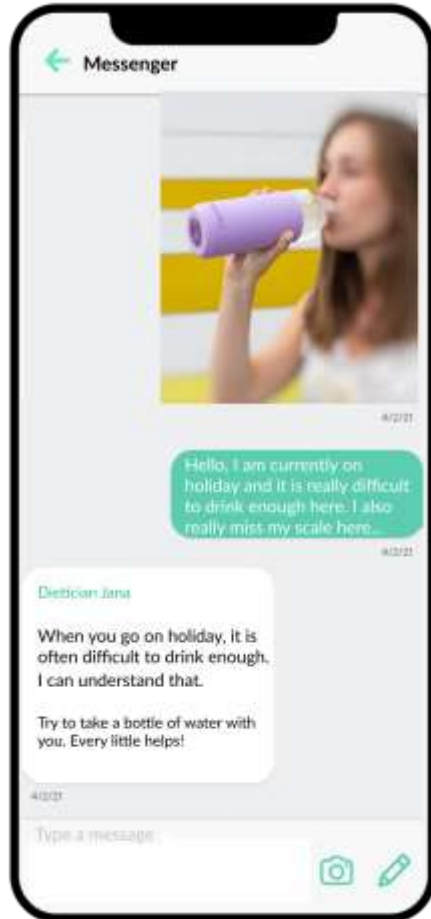 Messenger
4/2/21
Hello, I am currently on
holiday and it is really difficult
to drink enough here. I also
really miss my scale here...
4/2/21
Dietician Jana
When you go on holiday, it is
often difficult to drink enough.
I can understand that.
Try to take a bottle of water with
you. Every little helps!
4/2/21
Type a message